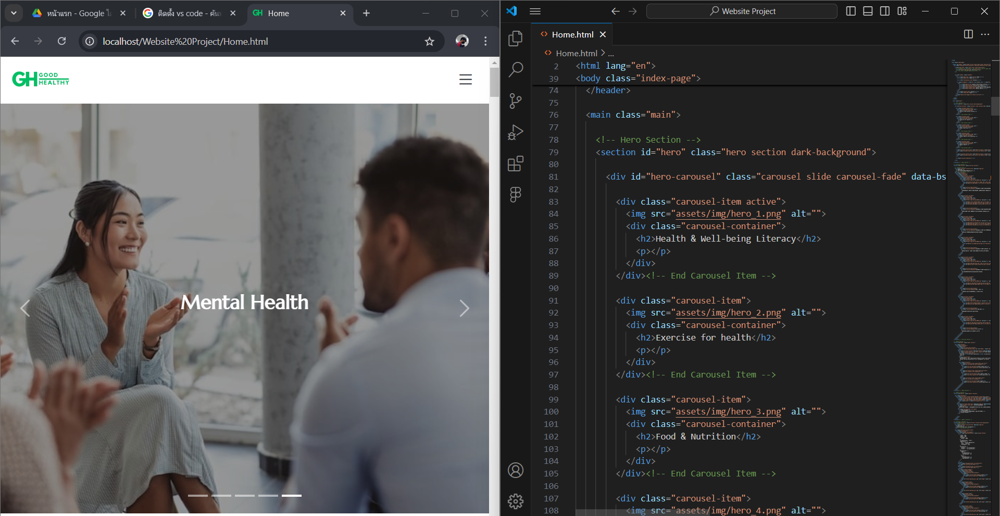 หน้าแรก - Google ไ
ติดตั้ง vs code - ค้น
GH Home
localhost/Website%20Project/Home.html
GH GOOD HEALTHY
Mental Health
Website Project
Home.html
Home.html > ...
2 <html lang="en">
39 <body class="index-page">
74 </header>
75
76 <main class="main">
77
78 <!-- Hero Section -->
79 <section id="hero" class="hero section dark-background">
80
81 <div id="hero-carousel" class="carousel slide carousel-fade" data-bs
82
83 <div class="carousel-item active">
84 <img src="assets/img/hero_1.png" alt="">
85 <div class="carousel-container">
86 <h2>Health & Well-being Literacy</h2>
87 <p></p>
88 </div>
89 </div><!-- End Carousel Item -->
90
91 <div class="carousel-item">
92 <img src="assets/img/hero_2.png" alt="">
93 <div class="carousel-container">
94 <h2>Exercise for health</h2>
95 <p></p>
96 </div>
97 </div><!-- End Carousel Item -->
98
99 <div class="carousel-item">
100 <img src="assets/img/hero_3.png" alt="">
101 <div class="carousel-container">
102 <h2>Food & Nutrition</h2>
103 <p></p>
104 </div>
105 </div><!-- End Carousel Item -->
106
107 <div class="carousel-item">
108 <img src="assets/img/hero_4.png" alt="">